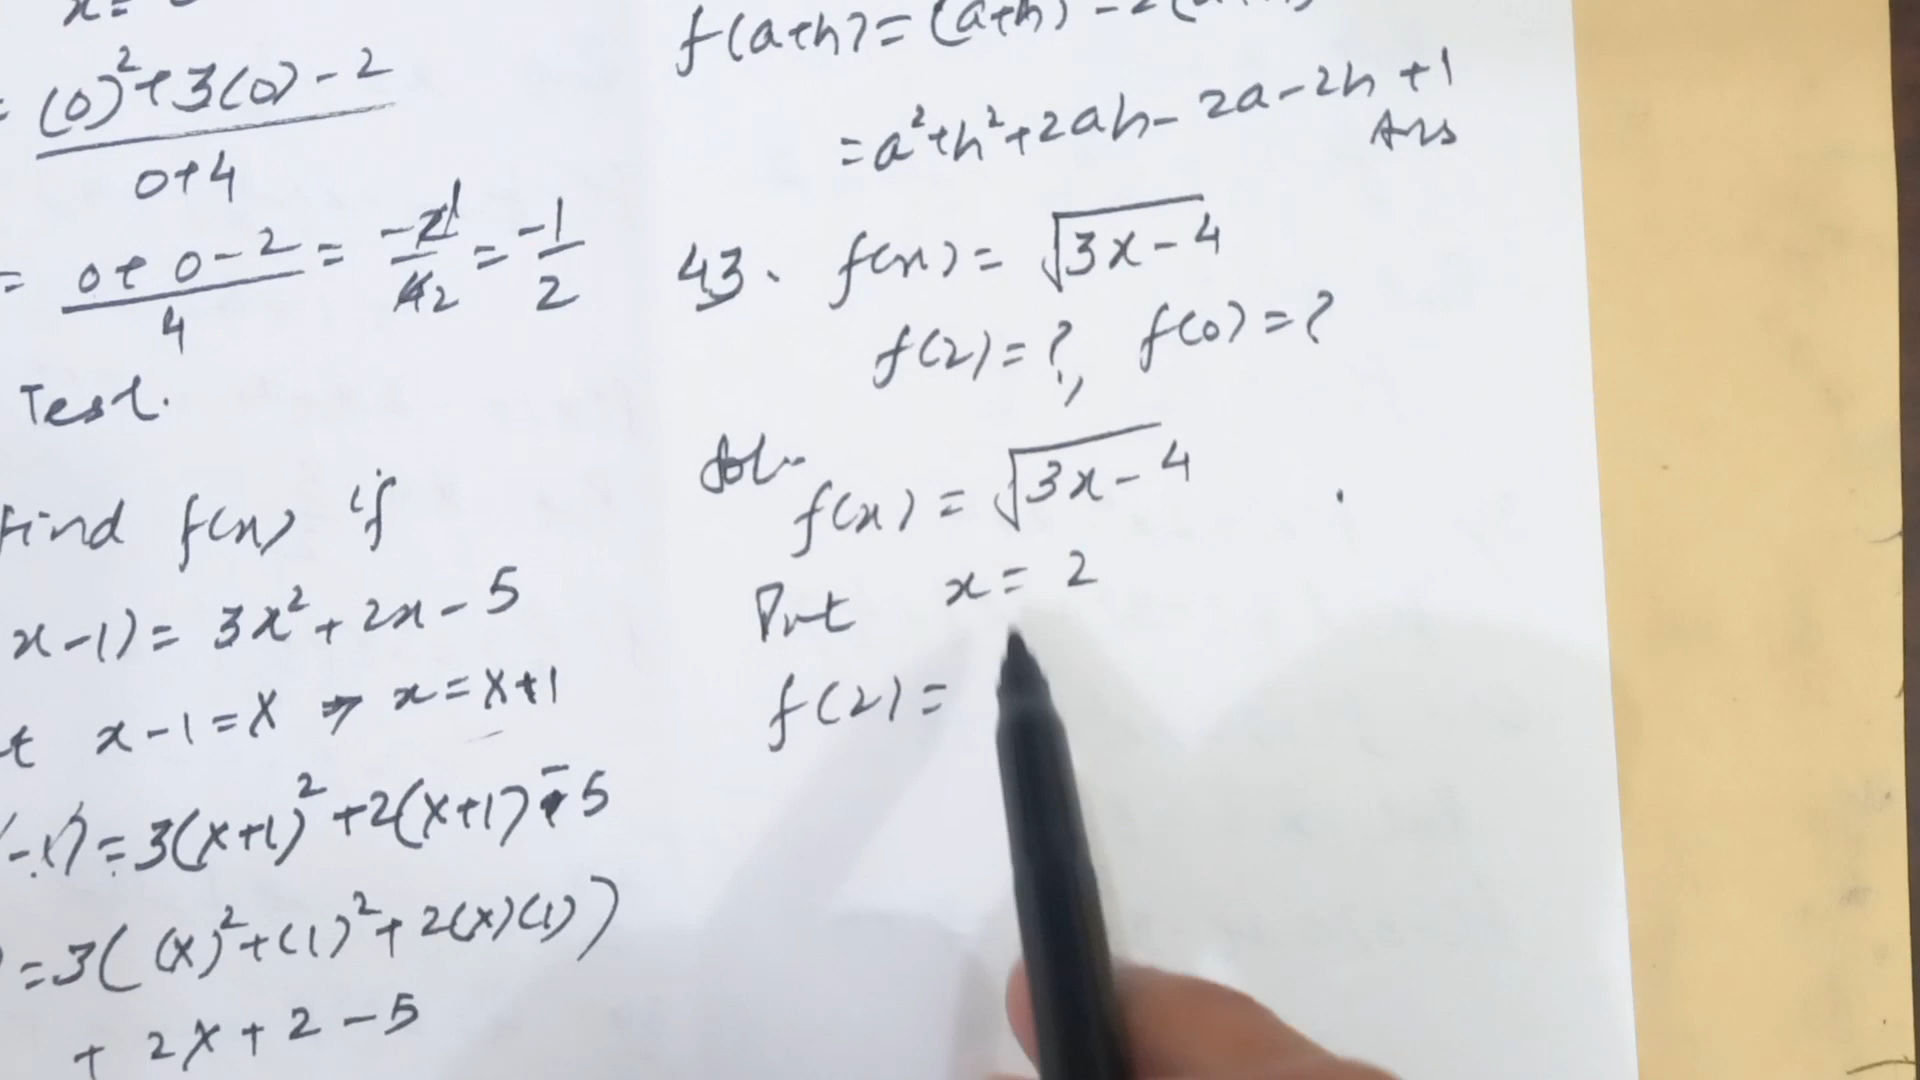 x=
= (0)²+3(0)-2
0+4
= 0+0-2 / 4 = -2/4 1 2 = -1/2
Test.
Find f(x) if
x-1)= 3x²+2x-5
t x-1=X ⇒ x=X+1
=3(X+1)²+2(X+1)-5
=3((X)²+(1)²+2(X)(1))
+ 2X+2-5
f(a+h)=(a+h) -2(
=a²+h²+2ah-2a-2h+1
Ans
43. f(x)= √3x-4
f(2)=?, f(0)=?
Sol.
f(x)= √3x-4
Put x=2
f(2)=